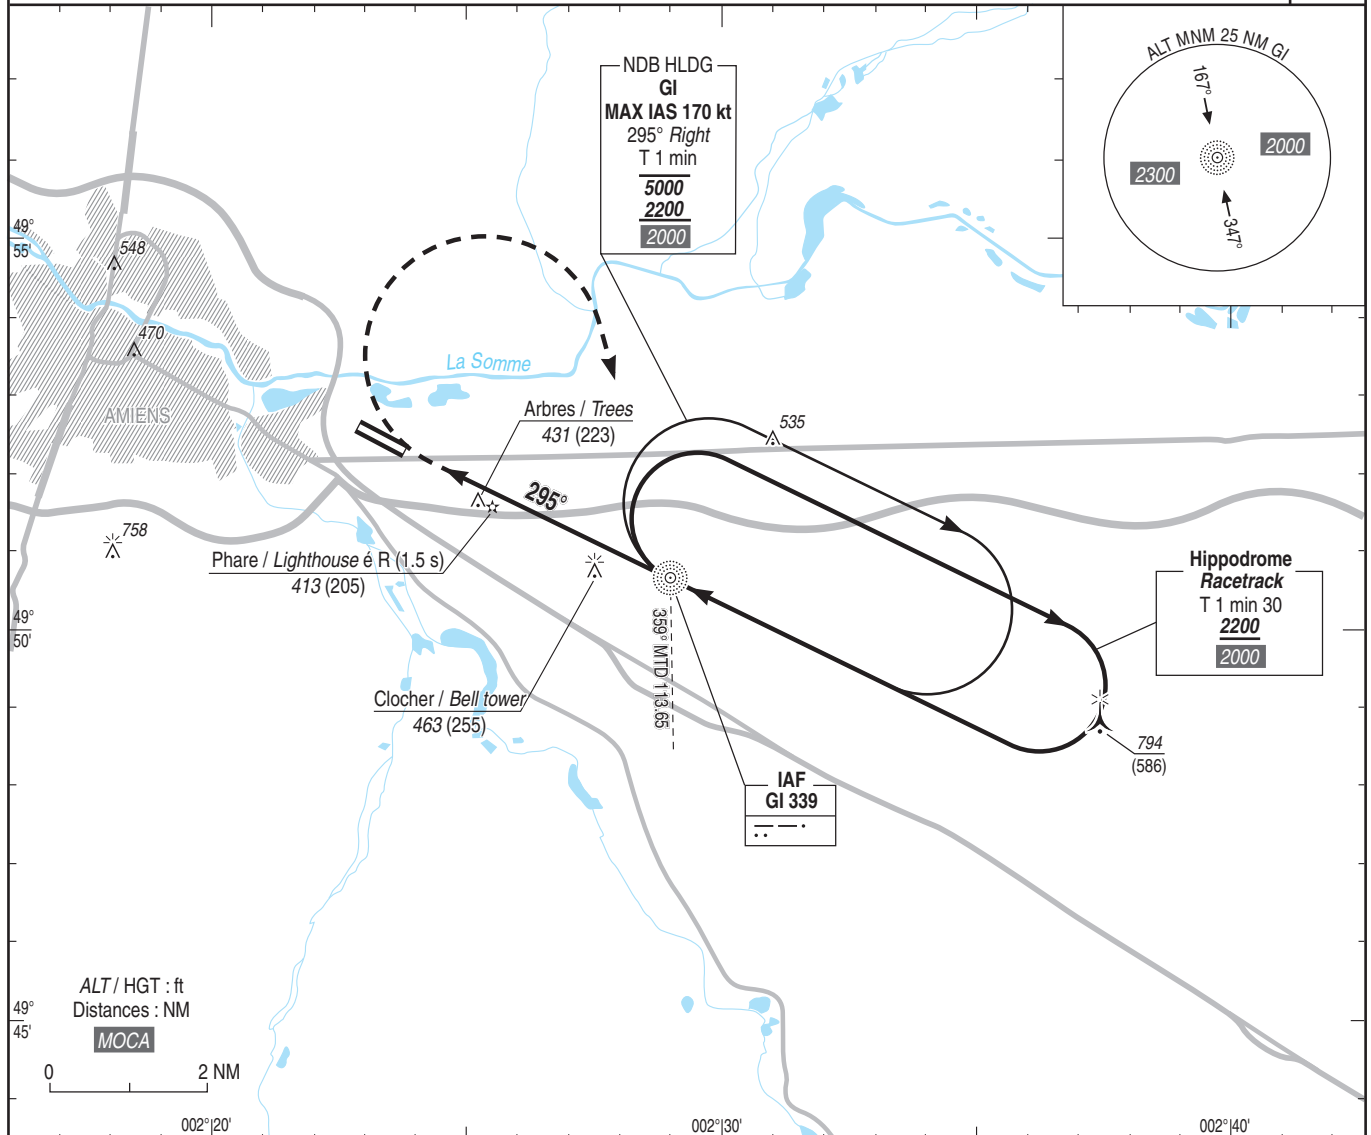 NDB HLDG
GI
MAX IAS 170 kt
295° Right
T 1 min
5000
2200
2000
ALT MNM 25 NM GI
167°
2000
2300
347°
49°
55'
548
470
AMIENS
La Somme
Arbres / Trees
431 (223)
535
295°
758
Phare / Lighthouse é R (1.5 s)
413 (205)
Hippodrome
Racetrack
T 1 min 30
2200
2000
49°
50'
359° MTD 113.65
Clocher / Bell tower
463 (255)
794
(586)
IAF
GI 339
ALT / HGT : ft
Distances : NM
MOCA
0 2 NM
49°
45'
002°20'
002°30'
002°40'